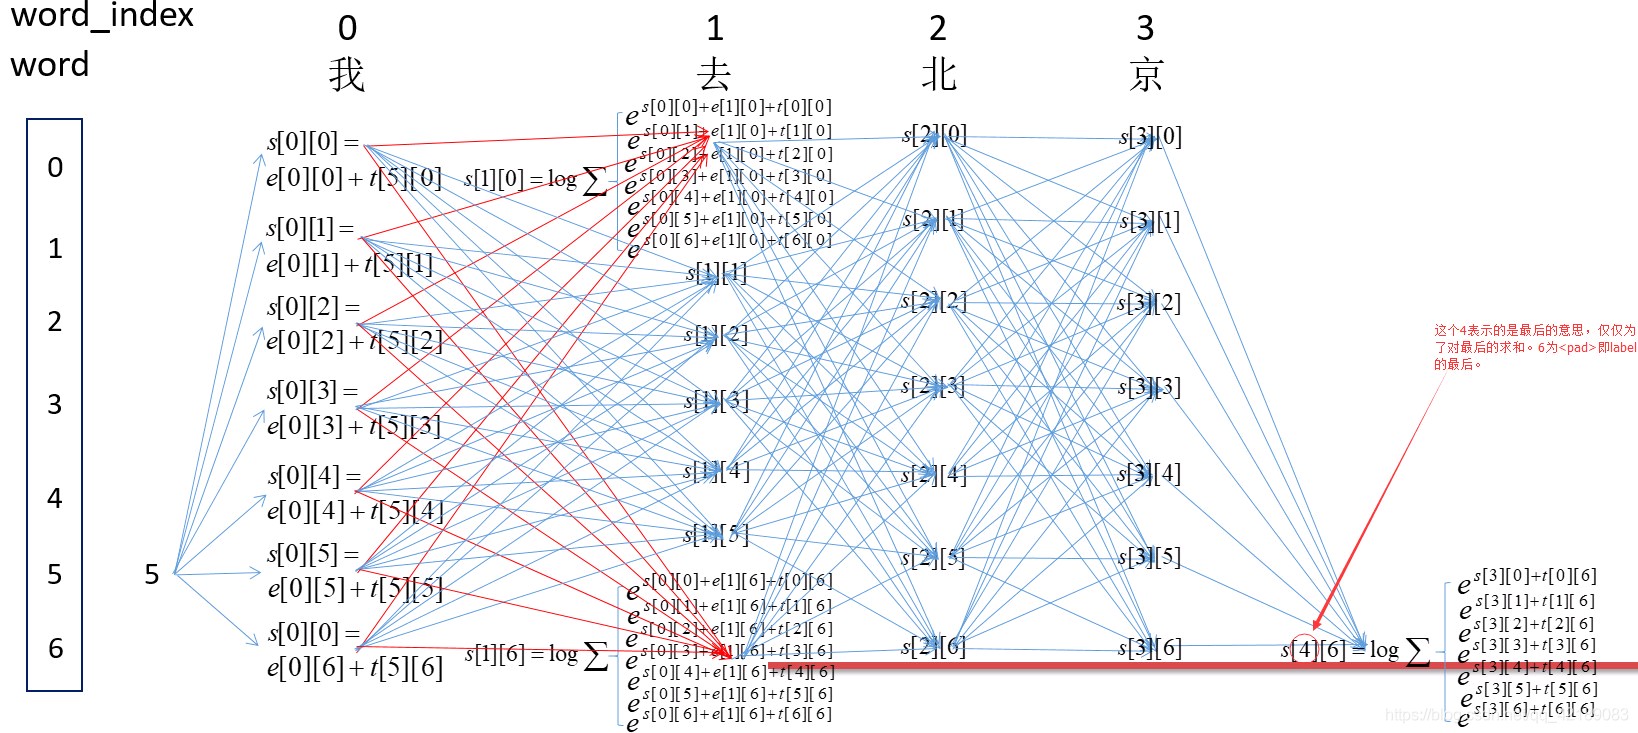 word_index
0
1
2
3
word
我
去
北
京
0
1
2
3
4
5
6
5
s[0][0] =
e[0][0] + t[5][0]
s[0][1] =
e[0][1] + t[5][1]
s[0][2] =
e[0][2] + t[5][2]
s[0][3] =
e[0][3] + t[5][3]
s[0][4] =
e[0][4] + t[5][4]
s[0][5] =
e[0][5] + t[5][5]
s[0][0] =
e[0][6] + t[5][6]
s[1][0] = log ∑
e s[0][0]+e[1][0]+t[0][0]
e s[0][1]+e[1][0]+t[1][0]
e s[0][2]+e[1][0]+t[2][0]
e s[0][3]+e[1][0]+t[3][0]
e s[0][4]+e[1][0]+t[4][0]
e s[0][5]+e[1][0]+t[5][0]
e s[0][6]+e[1][0]+t[6][0]
s[1][1]
s[1][2]
s[1][3]
s[1][4]
s[1][5]
s[1][6] = log ∑
e s[0][0]+e[1][6]+t[0][6]
e s[0][1]+e[1][6]+t[1][6]
e s[0][2]+e[1][6]+t[2][6]
e s[0][3]+e[1][6]+t[3][6]
e s[0][4]+e[1][6]+t[4][6]
e s[0][5]+e[1][6]+t[5][6]
e s[0][6]+e[1][6]+t[6][6]
s[2][0]
s[2][1]
s[2][2]
s[2][3]
s[2][4]
s[2][5]
s[2][6]
s[3][0]
s[3][1]
s[3][2]
s[3][3]
s[3][4]
s[3][5]
s[3][6]
这个4表示的是最后的意思，仅仅为
了对最后的求和。6为<pad>即label
的最后。
s[4][6] = log ∑
e s[3][0]+t[0][6]
e s[3][1]+t[1][6]
e s[3][2]+t[2][6]
e s[3][3]+t[3][6]
e s[3][4]+t[4][6]
e s[3][5]+t[5][6]
e s[3][6]+t[6][6]